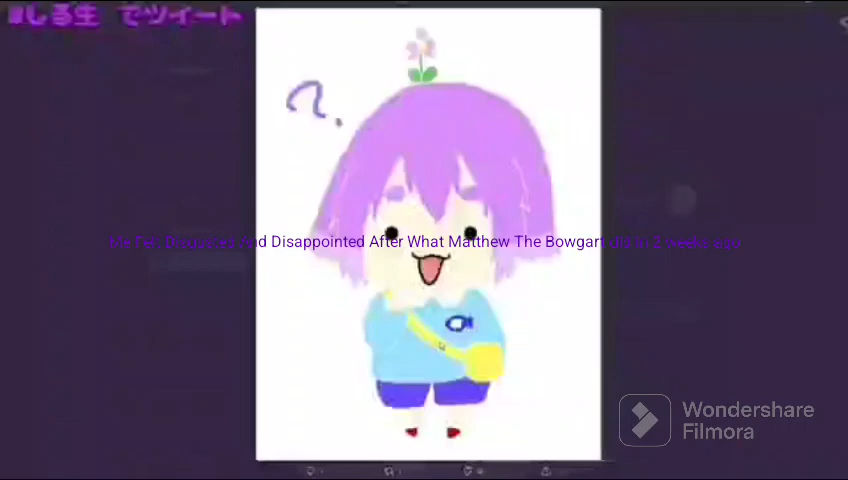 #しる生 でツイート
?
Me Felt Disgusted And Disappointed After What Matthew The Bowgart did in 2 weeks ago
Wondershare
Filmora